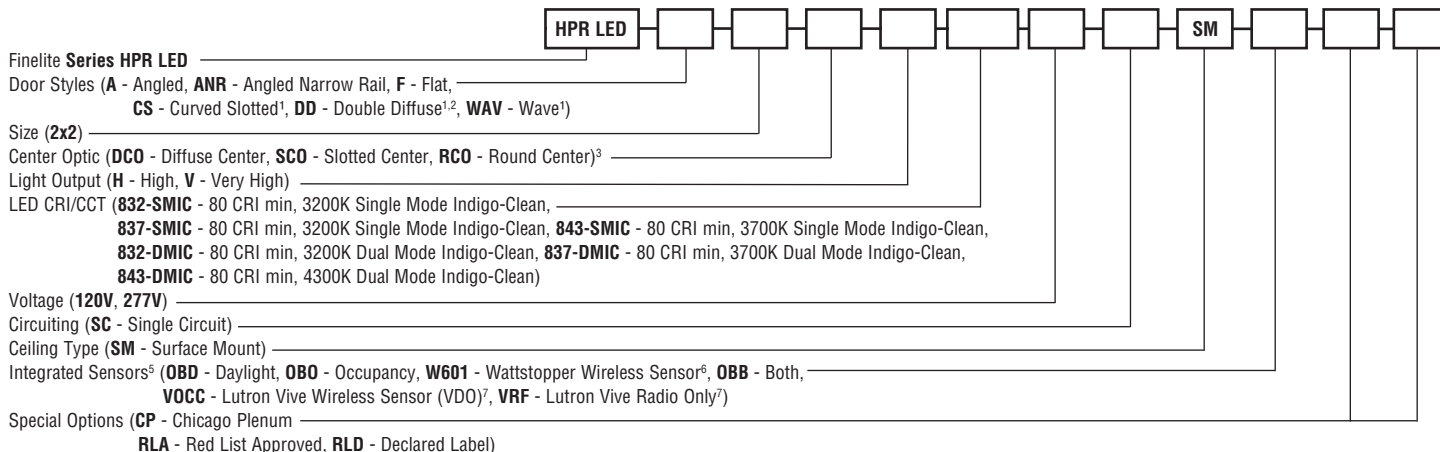 HPR LED
SM
Finelite Series HPR LED
Door Styles (A - Angled, ANR - Angled Narrow Rail, F - Flat,
CS - Curved Slotted¹, DD - Double Diffuse¹,², WAV - Wave¹)
Size (2x2)
Center Optic (DCO - Diffuse Center, SCO - Slotted Center, RCO - Round Center)³
Light Output (H - High, V - Very High)
LED CRI/CCT (832-SMIC - 80 CRI min, 3200K Single Mode Indigo-Clean,
837-SMIC - 80 CRI min, 3200K Single Mode Indigo-Clean, 843-SMIC - 80 CRI min, 3700K Single Mode Indigo-Clean,
832-DMIC - 80 CRI min, 3200K Dual Mode Indigo-Clean, 837-DMIC - 80 CRI min, 3700K Dual Mode Indigo-Clean,
843-DMIC - 80 CRI min, 4300K Dual Mode Indigo-Clean)
Voltage (120V, 277V)
Circuiting (SC - Single Circuit)
Ceiling Type (SM - Surface Mount)
Integrated Sensors⁵ (OBD - Daylight, OBO - Occupancy, W601 - Wattstopper Wireless Sensor⁶, OBB - Both,
VOCC - Lutron Vive Wireless Sensor (VDO)⁷, VRF - Lutron Vive Radio Only⁷)
Special Options (CP - Chicago Plenum
RLA - Red List Approved, RLD - Declared Label)